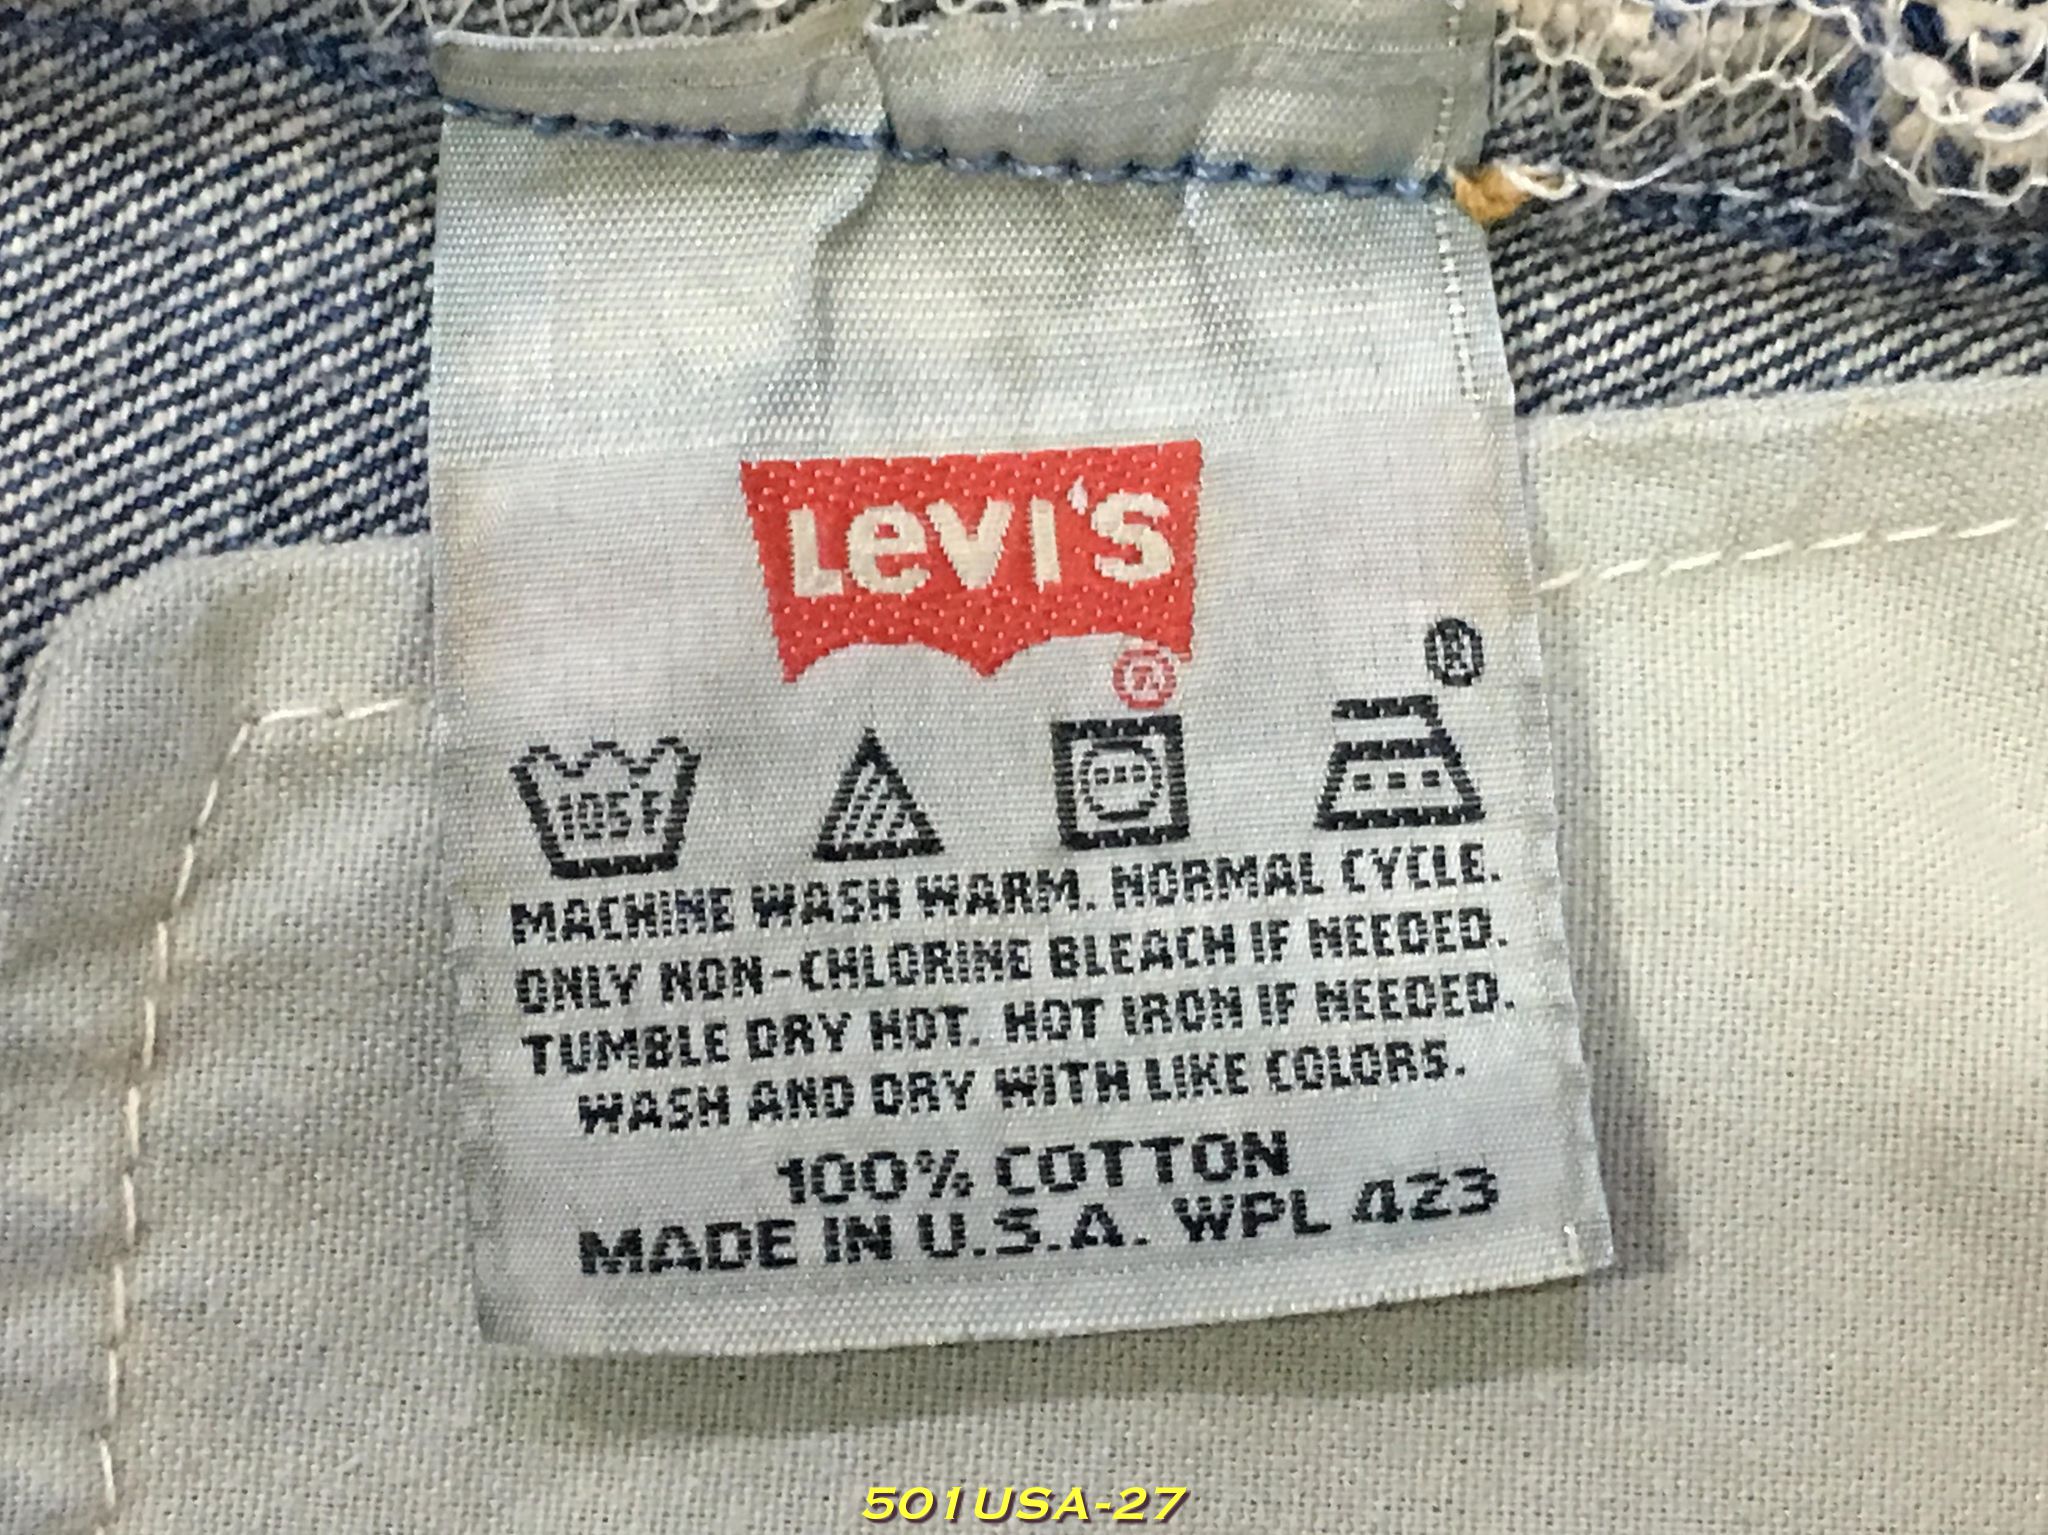 Levi's
®
®
105°F
MACHINE WASH WARM. NORMAL CYCLE.
ONLY NON-CHLORINE BLEACH IF NEEDED.
TUMBLE DRY HOT. HOT IRON IF NEEDED.
WASH AND DRY WITH LIKE COLORS.
100% COTTON
MADE IN U.S.A. WPL 423
501USA-27